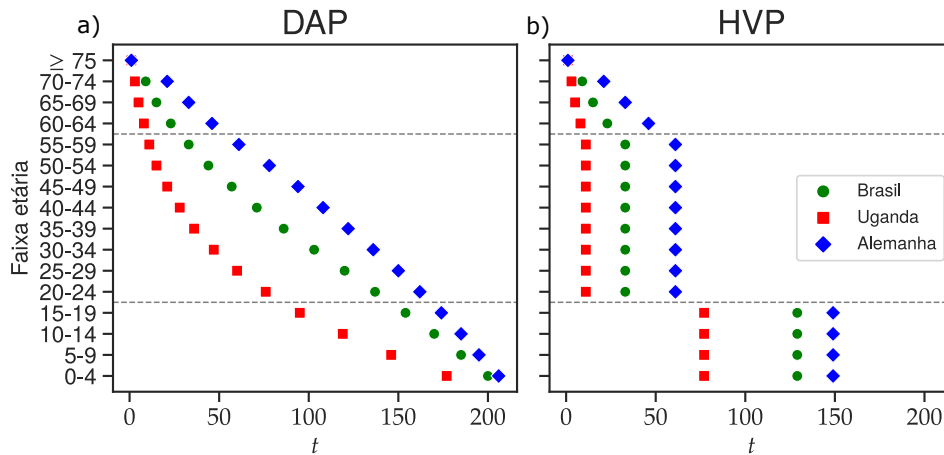 a)
DAP
b)
HVP
Faixa etária
≥ 75
70-74
65-69
60-64
55-59
50-54
45-49
40-44
35-39
30-34
25-29
20-24
15-19
10-14
5-9
0-4
0 50 100 150 200
t
Brasil
Uganda
Alemanha
0 50 100 150 200
t